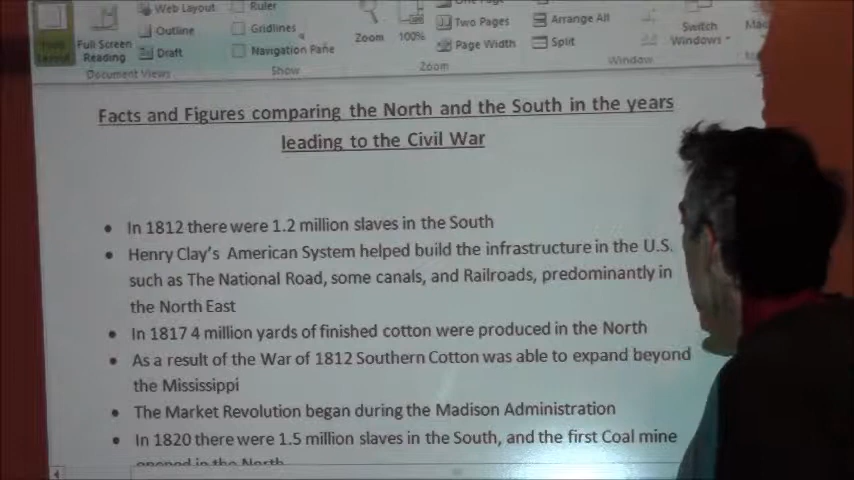 Web Layout
Ruler
Outline
Gridlines
Two Pages
Arrange All
Full Screen
Reading
Draft
Navigation Pane
Zoom
100%
Page Width
Split
Switch
Windows
Document Views
Show
Zoom
Window
Facts and Figures comparing the North and the South in the years
leading to the Civil War
• In 1812 there were 1.2 million slaves in the South
• Henry Clay's American System helped build the infrastructure in the U.S.
such as The National Road, some canals, and Railroads, predominantly in
the North East
• In 1817 4 million yards of finished cotton were produced in the North
• As a result of the War of 1812 Southern Cotton was able to expand beyond
the Mississippi
• The Market Revolution began during the Madison Administration
• In 1820 there were 1.5 million slaves in the South, and the first Coal mine
opened in the North